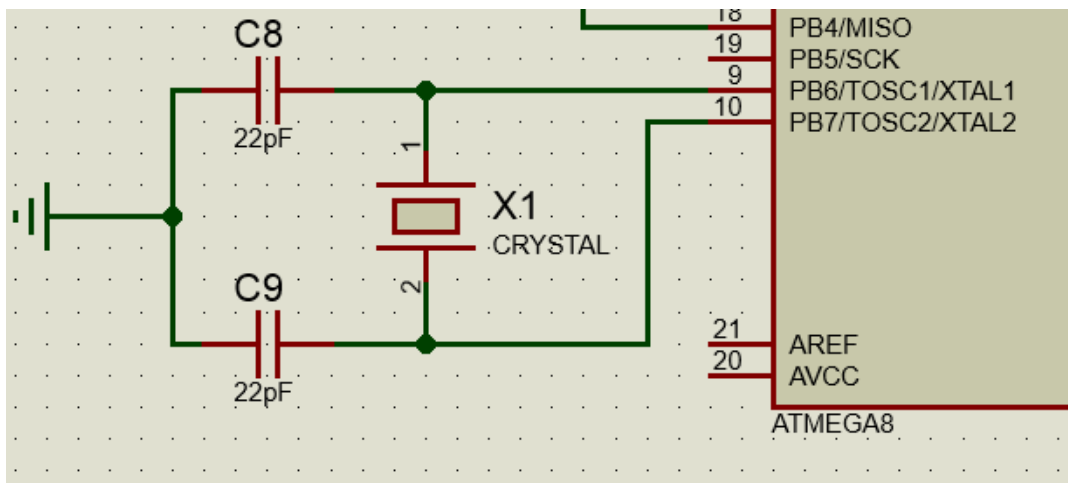 18
PB4/MISO
C8
19
PB5/SCK
9
PB6/TOSC1/XTAL1
10
PB7/TOSC2/XTAL2
22pF
1
X1
CRYSTAL
C9
2
21
AREF
20
AVCC
22pF
ATMEGA8